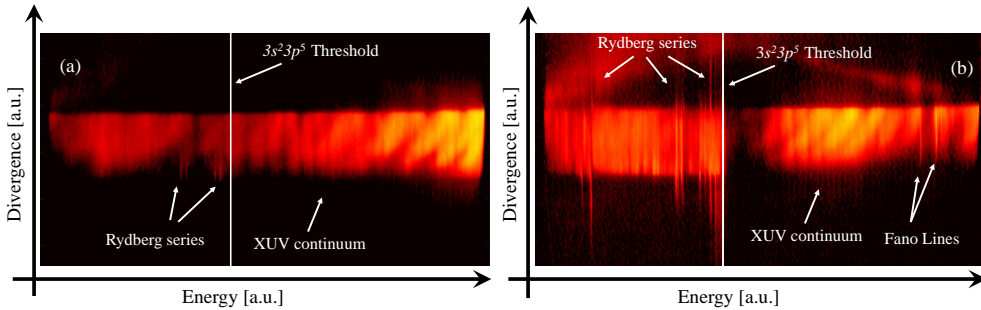 (a)
3s²3p⁵ Threshold
Rydberg series
XUV continuum
Divergence [a.u.]
Energy [a.u.]
Rydberg series
3s²3p⁵ Threshold
(b)
XUV continuum
Fano Lines
Divergence [a.u.]
Energy [a.u.]